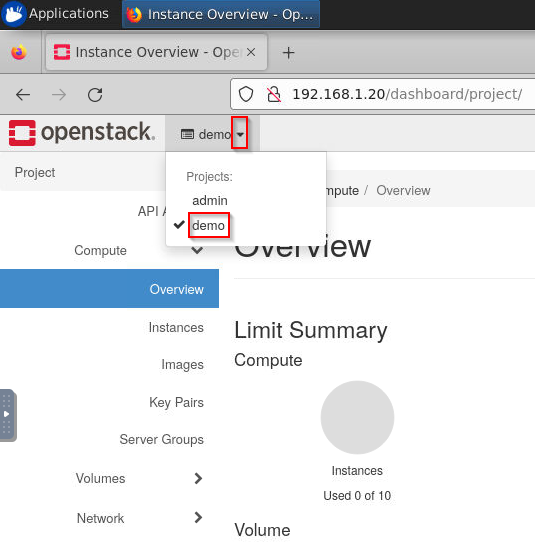 Applications
Instance Overview - Op...
Instance Overview - Ope
192.168.1.20/dashboard/project/
openstack.
demo
Project
Projects:
admin
demo
API A
mpute / Overview
Compute
Overview
Overview
Instances
Limit Summary
Images
Compute
Key Pairs
Server Groups
Instances
Volumes
Used 0 of 10
Network
Volume